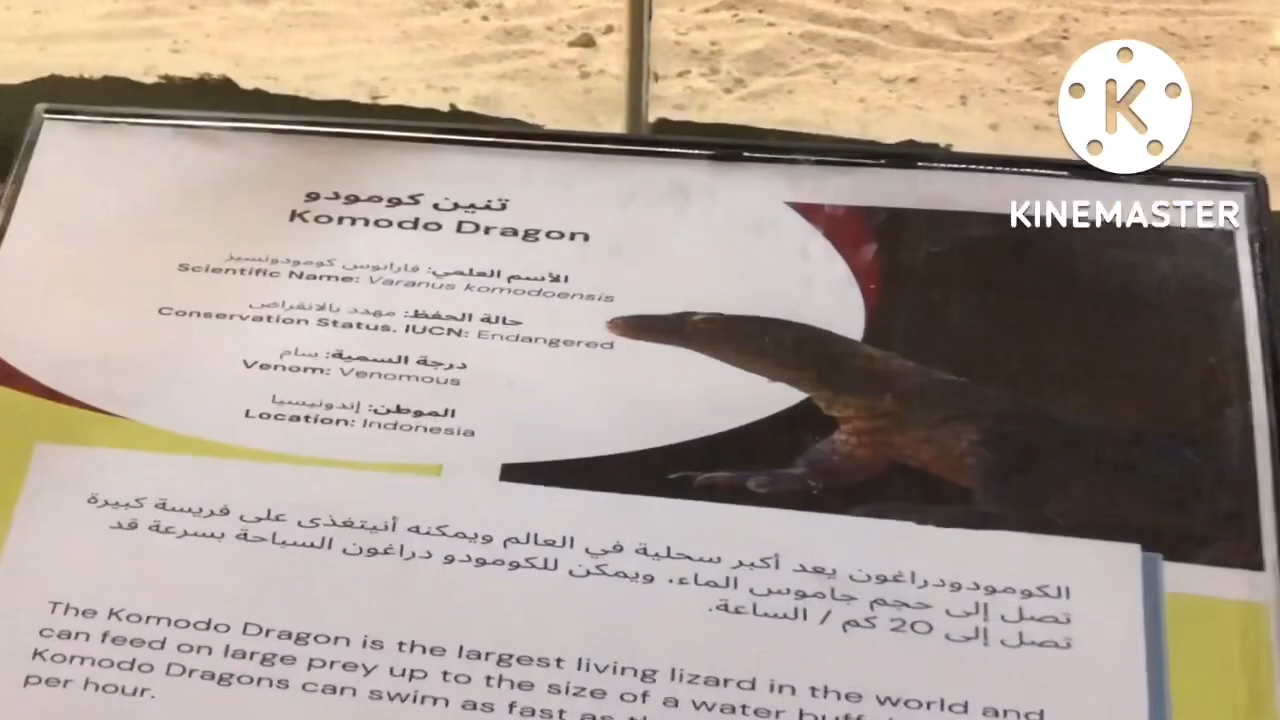 KINEMASTER
تنين كومودو
Komodo Dragon
الأسم العلمي: فارانوس كومودونسيز
Scientific Name: Varanus komodoensis
حالة الحفظ: مهدد بالانقراض
Conservation Status. IUCN: Endangered
درجة السمية: سام
Venom: Venomous
الموطن: إندونيسيا
Location: Indonesia
الكومودودراغون يعد أكبر سحلية في العالم ويمكنه أنيتغذى على فريسة كبيرة
تصل إلى حجم جاموس الماء. ويمكن للكومودو دراغون السباحة بسرعة قد
تصل إلى 20 كم / الساعة.
The Komodo Dragon is the largest living lizard in the world and
can feed on large prey up to the size of a water
Komodo Dragons can swim as fast as
per hour.